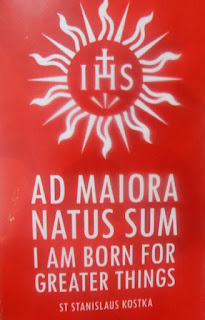 IHS
AD MAIORA
NATUS SUM
I AM BORN FOR
GREATER THINGS
ST STANISLAUS KOSTKA